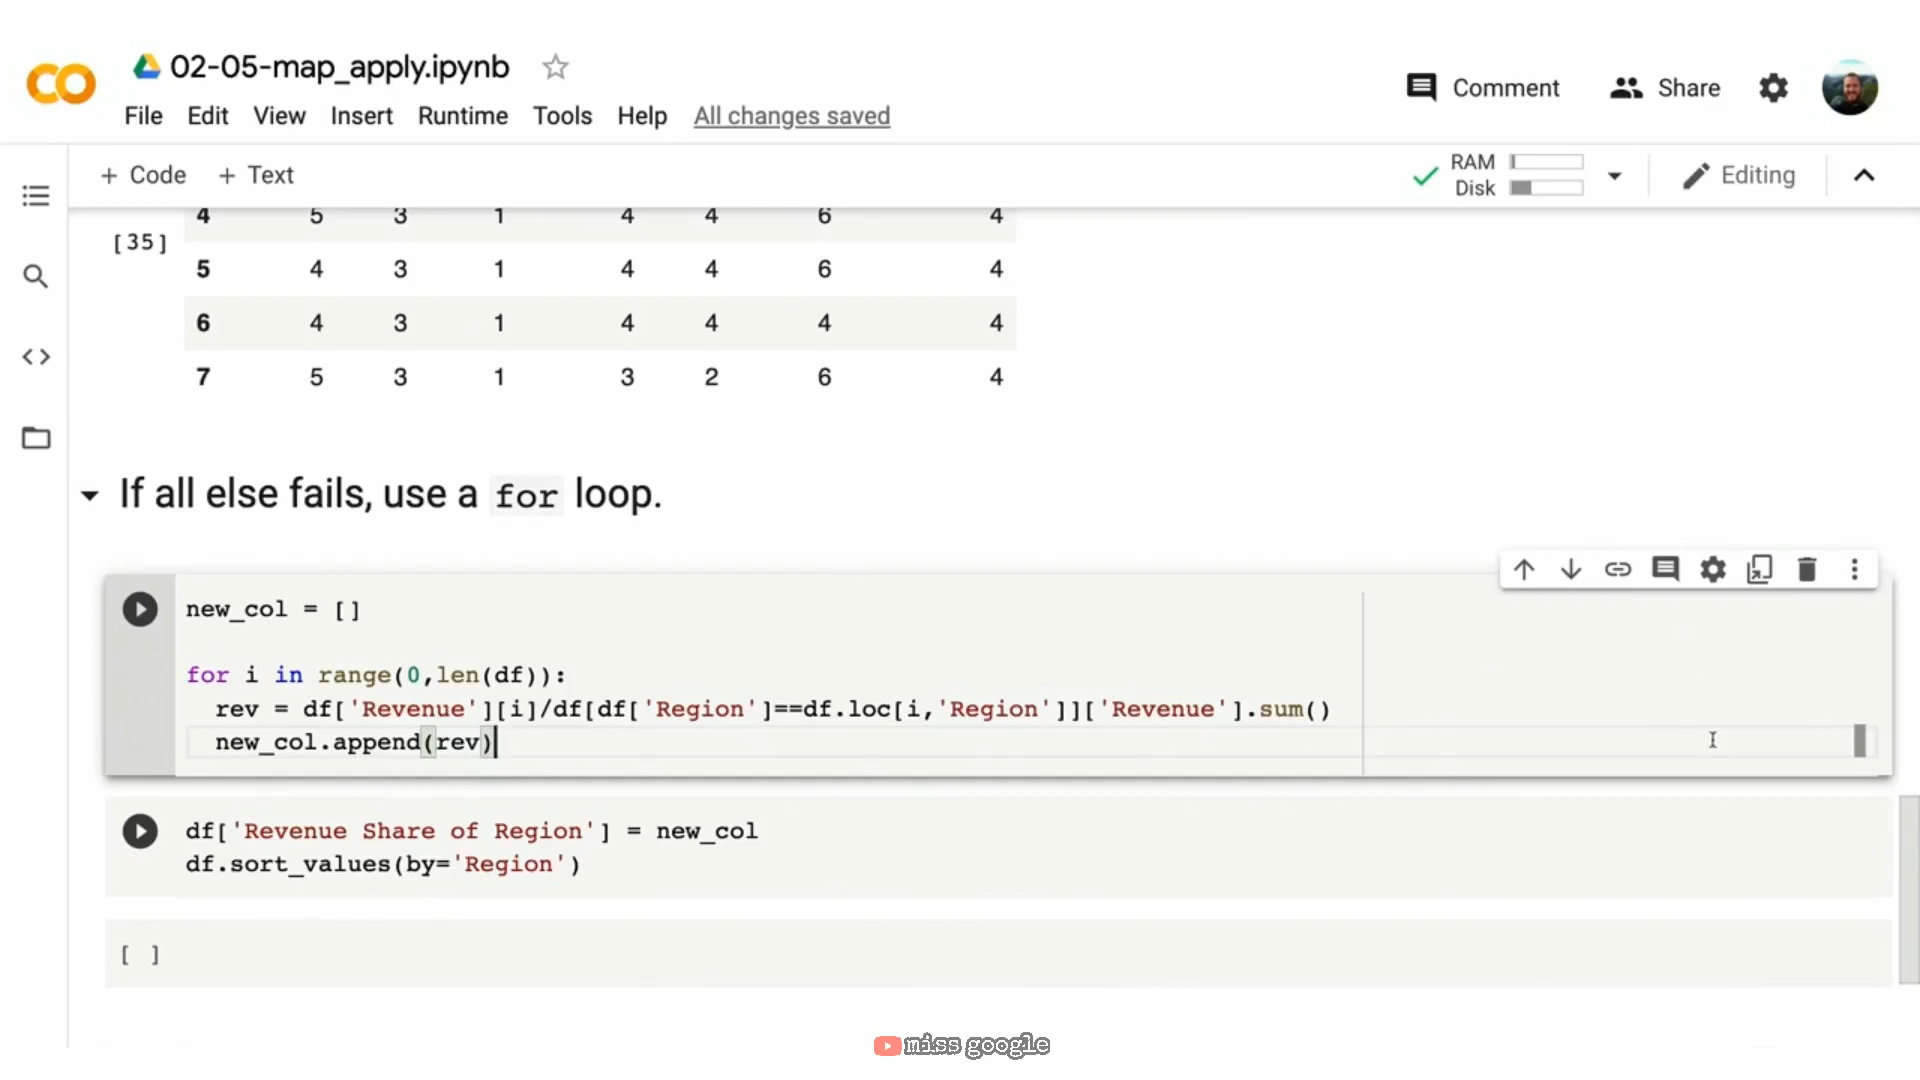 02-05-map_apply.ipynb
Comment
Share
File Edit View Insert Runtime Tools Help All changes saved
+ Code + Text
RAM
Disk
Editing
4 5 3 1 4 4 6 4
[35]
5 4 3 1 4 4 6 4
6 4 3 1 4 4 4 4
7 5 3 1 3 2 6 4
If all else fails, use a for loop.
new_col = []
for i in range(0,len(df)):
rev = df['Revenue'][i]/df[df['Region']==df.loc[i,'Region']]['Revenue'].sum()
new_col.append(rev)
df['Revenue Share of Region'] = new_col
df.sort_values(by='Region')
[ ]
miss google